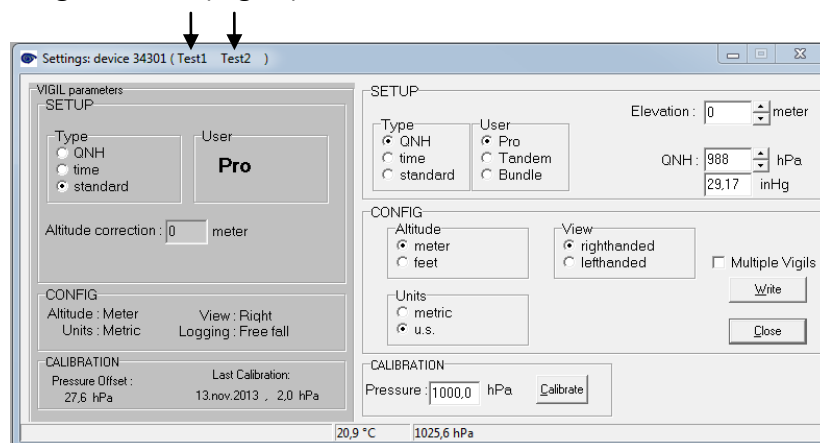 Settings: device 34301 ( Test1 Test2 )
VIGIL parameters
SETUP
Type
QNH
time
standard
User
Pro
Altitude correction : 0 meter
CONFIG
Altitude : Meter View : Right
Units : Metric Logging : Free fall
CALIBRATION
Pressure Offset : Last Calibration:
27,6 hPa 13.nov.2013 , 2,0 hPa
SETUP
Type
QNH
time
standard
User
Pro
Tandem
Bundle
Elevation : 0 meter
QNH : 988 hPa
29,17 inHg
CONFIG
Altitude
meter
feet
View
righthanded
lefthanded
Units
metric
u.s.
Multiple Vigils
Write
Close
CALIBRATION
Pressure : 1000,0 hPa Calibrate
20,9 °C 1025,6 hPa